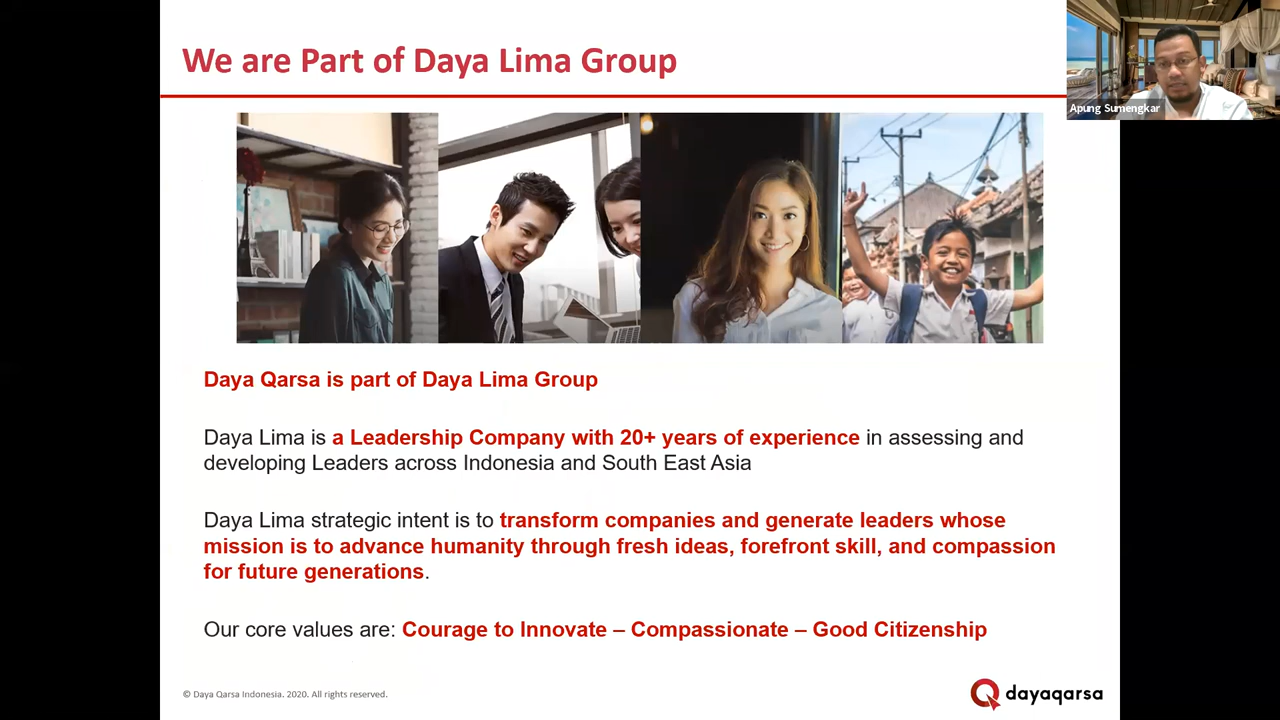 We are Part of Daya Lima Group
Apung Sumengkar
Daya Qarsa is part of Daya Lima Group
Daya Lima is a Leadership Company with 20+ years of experience in assessing and
developing Leaders across Indonesia and South East Asia
Daya Lima strategic intent is to transform companies and generate leaders whose
mission is to advance humanity through fresh ideas, forefront skill, and compassion
for future generations.
Our core values are: Courage to Innovate – Compassionate – Good Citizenship
© Daya Qarsa Indonesia. 2020. All rights reserved.
dayaqarsa